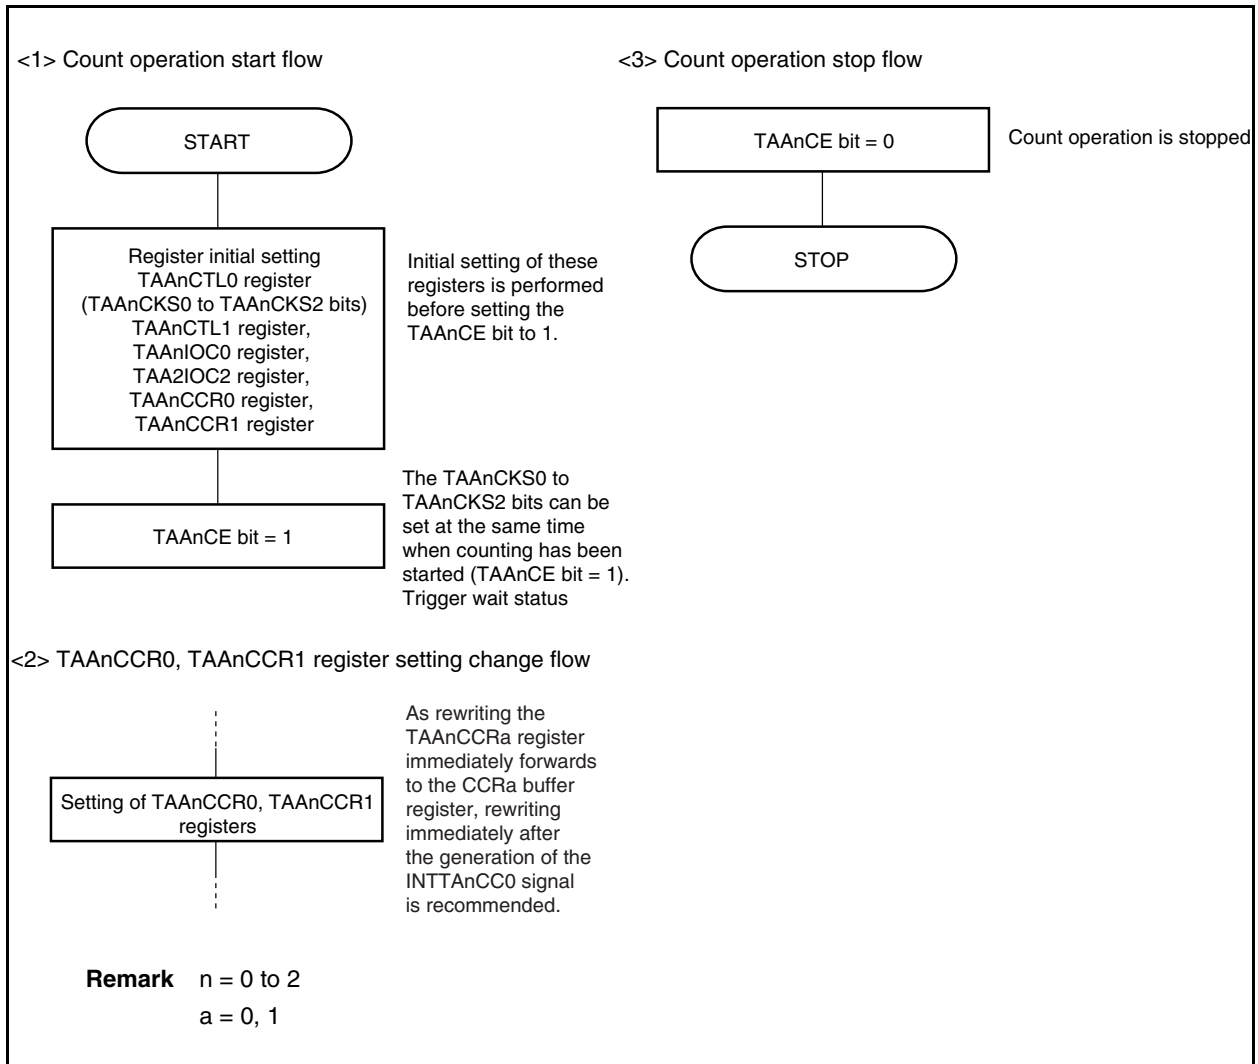 <1> Count operation start flow
START
Register initial setting
TAAnCTL0 register
(TAAnCKS0 to TAAnCKS2 bits)
TAAnCTL1 register,
TAAnIOC0 register,
TAA2IOC2 register,
TAAnCCR0 register,
TAAnCCR1 register
Initial setting of these
registers is performed
before setting the
TAAnCE bit to 1.
TAAnCE bit = 1
The TAAnCKS0 to
TAAnCKS2 bits can be
set at the same time
when counting has been
started (TAAnCE bit = 1).
Trigger wait status
<2> TAAnCCR0, TAAnCCR1 register setting change flow
Setting of TAAnCCR0, TAAnCCR1
registers
As rewriting the
TAAnCCRa register
immediately forwards
to the CCRa buffer
register, rewriting
immediately after
the generation of the
INTTAnCC0 signal
is recommended.
<3> Count operation stop flow
TAAnCE bit = 0
Count operation is stopped
STOP
Remark n = 0 to 2
a = 0, 1